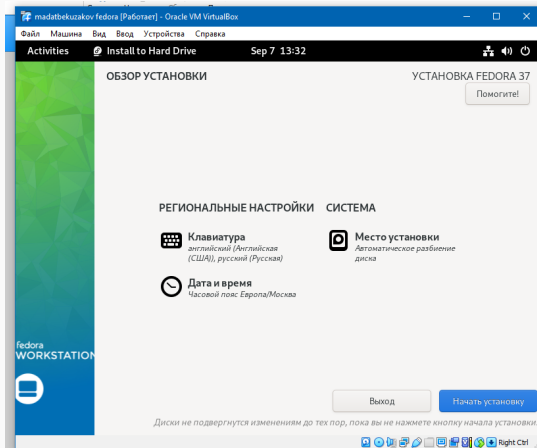 madatbekuzakov fedora [Работает] - Oracle VM VirtualBox
Файл Машина Вид Ввод Устройства Справка
Activities Install to Hard Drive Sep 7 13:32
ОБЗОР УСТАНОВКИ УСТАНОВКА FEDORA 37
Помогите!
РЕГИОНАЛЬНЫЕ НАСТРОЙКИ СИСТЕМА
Клавиатура Место установки
английский (Английская Автоматическое разбиение
(США)), русский (Русская) диска
Дата и время
Часовой пояс Европа/Москва
fedora
WORKSTATION
Выход Начать установку
Диски не подвергнутся изменениям до тех пор, пока вы не нажмете кнопку начала установки.
Right Ctrl